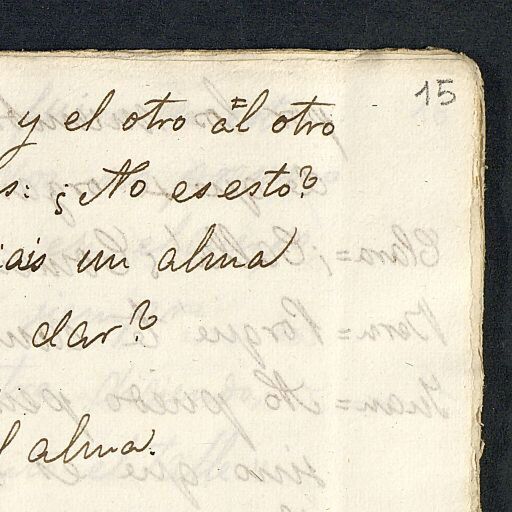 15
y el otro al otro
s: ¿No es esto?
iais un alma
dar?
l alma.